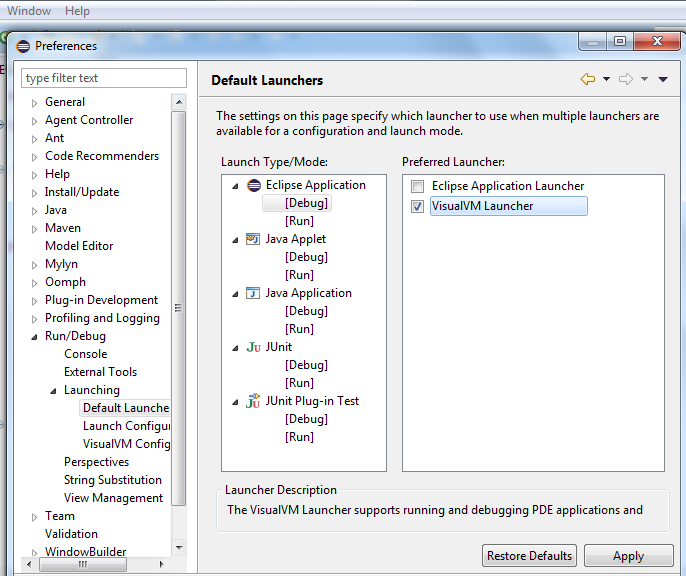 Window Help
Preferences
type filter text
General
Agent Controller
Ant
Code Recommenders
Help
Install/Update
Java
Maven
Model Editor
Mylyn
Oomph
Plug-in Development
Profiling and Logging
Run/Debug
Console
External Tools
Launching
Default Launche
Launch Configur
VisualVM Config
Perspectives
String Substitution
View Management
Team
Validation
WindowBuilder
Default Launchers
The settings on this page specify which launcher to use when multiple launchers are
available for a configuration and launch mode.
Launch Type/Mode:
Eclipse Application
[Debug]
[Run]
Java Applet
[Debug]
[Run]
Java Application
[Debug]
[Run]
JUnit
[Debug]
[Run]
JUnit Plug-in Test
[Debug]
[Run]
Preferred Launcher:
Eclipse Application Launcher
VisualVM Launcher
Launcher Description
The VisualVM Launcher supports running and debugging PDE applications and
Restore Defaults
Apply